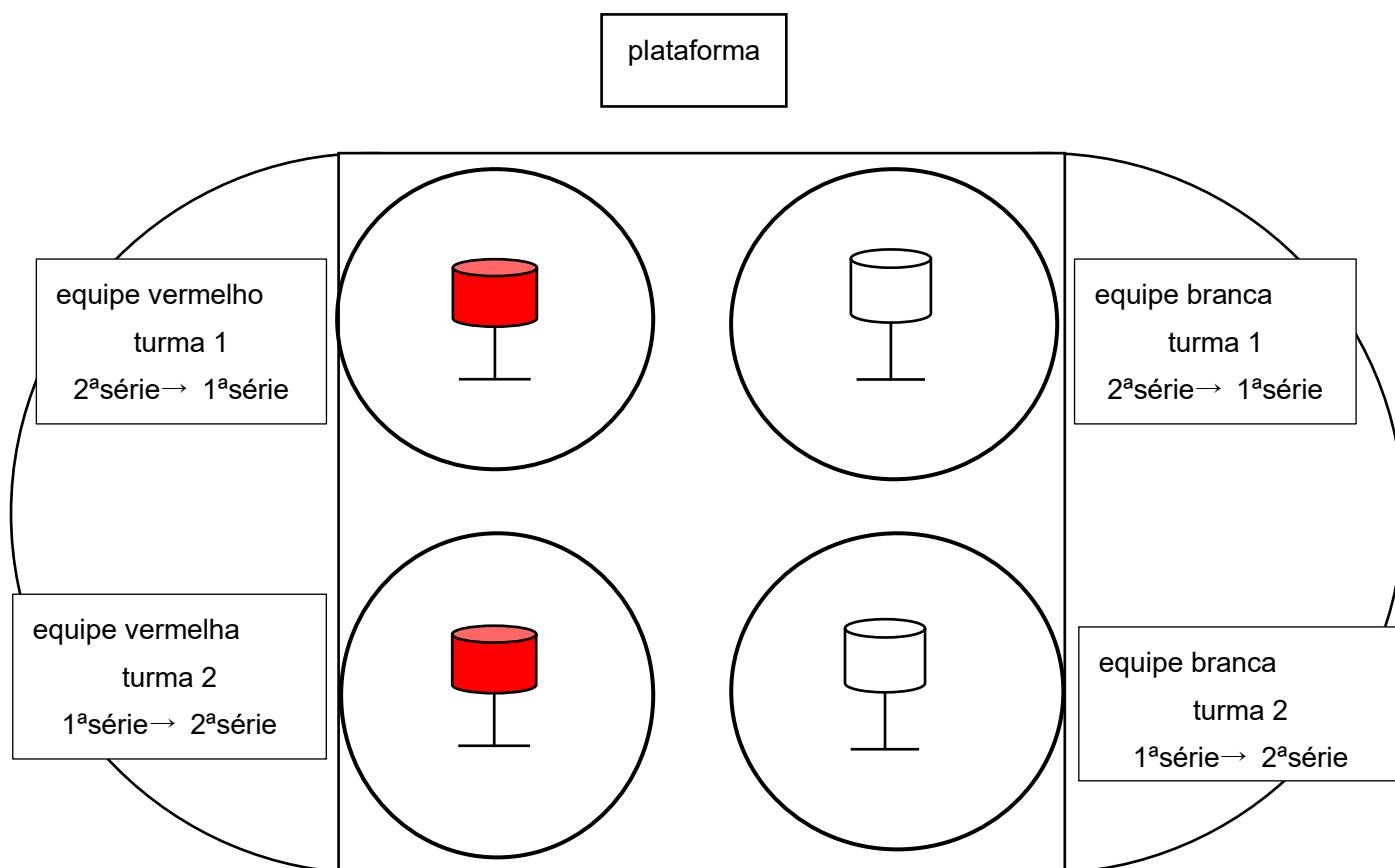 plataforma
equipe vermelho
turma 1
2ªsérie→ 1ªsérie
equipe branca
turma 1
2ªsérie→ 1ªsérie
equipe vermelha
turma 2
1ªsérie→ 2ªsérie
equipe branca
turma 2
1ªsérie→ 2ªsérie